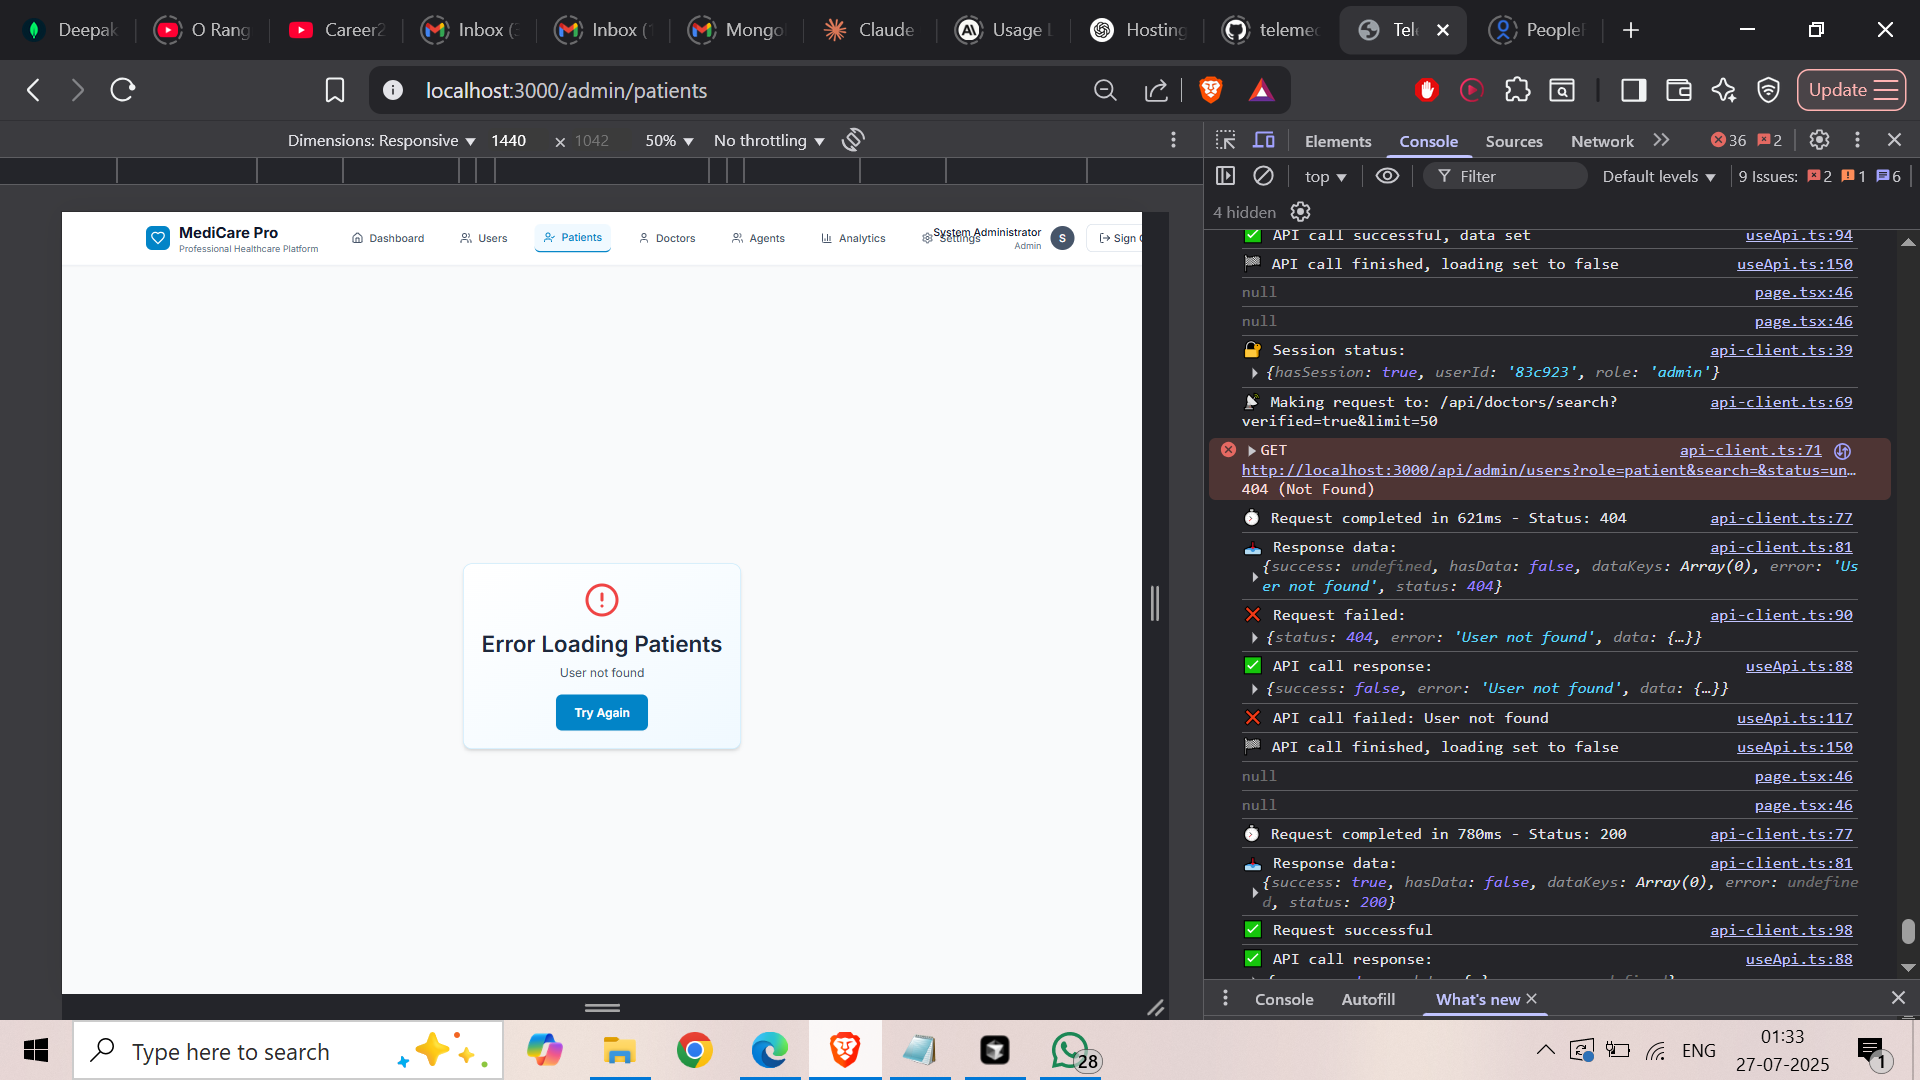 Deepak
O Rang
Career2
Inbox (3
Inbox (1
Mongo
Claude
Usage L
Hosting
telemed
Tel
PeopleP
localhost:3000/admin/patients
Update
Dimensions: Responsive 1440 × 1042 50% No throttling
Elements Console Sources Network 36 2
top Filter Default levels 9 Issues: 2 1 6
4 hidden
MediCare Pro
Professional Healthcare Platform
Dashboard Users Patients Doctors Agents Analytics Settings
System Administrator
Admin
S
Sign O
Error Loading Patients
User not found
Try Again
API call successful, data set useApi.ts:94
API call finished, loading set to false useApi.ts:150
null page.tsx:46
null page.tsx:46
Session status: api-client.ts:39
{hasSession: true, userId: '83c923', role: 'admin'}
Making request to: /api/doctors/search? api-client.ts:69
verified=true&limit=50
GET api-client.ts:71
http://localhost:3000/api/admin/users?role=patient&search=&status=un…
404 (Not Found)
Request completed in 621ms - Status: 404 api-client.ts:77
Response data: api-client.ts:81
{success: undefined, hasData: false, dataKeys: Array(0), error: 'Us
er not found', status: 404}
Request failed: api-client.ts:90
{status: 404, error: 'User not found', data: {…}}
API call response: useApi.ts:88
{success: false, error: 'User not found', data: {…}}
API call failed: User not found useApi.ts:117
API call finished, loading set to false useApi.ts:150
null page.tsx:46
null page.tsx:46
Request completed in 780ms - Status: 200 api-client.ts:77
Response data: api-client.ts:81
{success: true, hasData: false, dataKeys: Array(0), error: undefine
d, status: 200}
Request successful api-client.ts:98
API call response: useApi.ts:88
Console Autofill What's new
Type here to search
28
ENG
01:33
27-07-2025
1